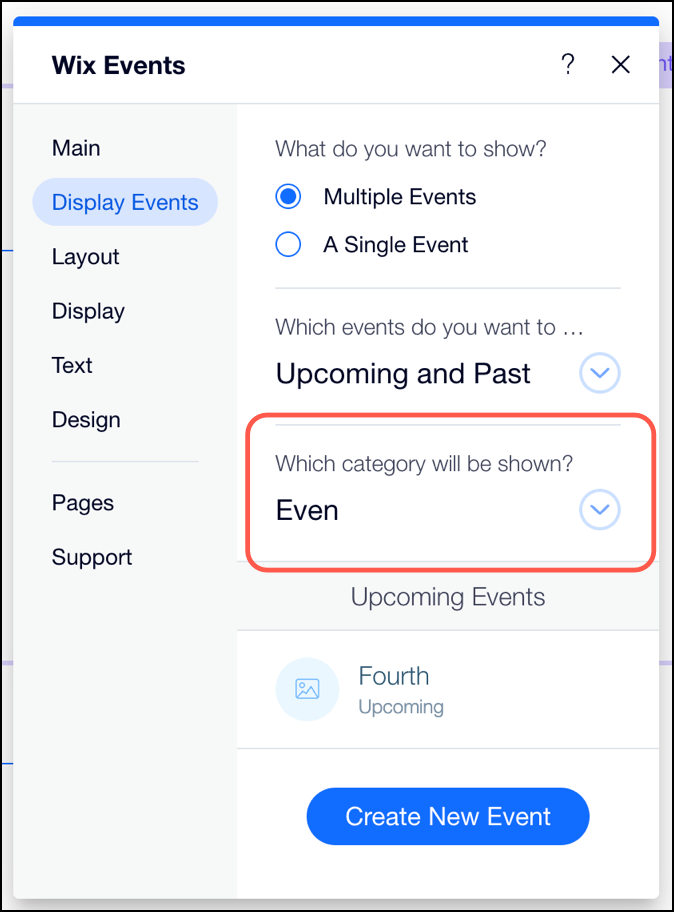 Wix Events
?
Main
Display Events
Layout
Display
Text
Design
Pages
Support
What do you want to show?
Multiple Events
A Single Event
Which events do you want to ...
Upcoming and Past
Which category will be shown?
Even
Upcoming Events
Fourth
Upcoming
Create New Event